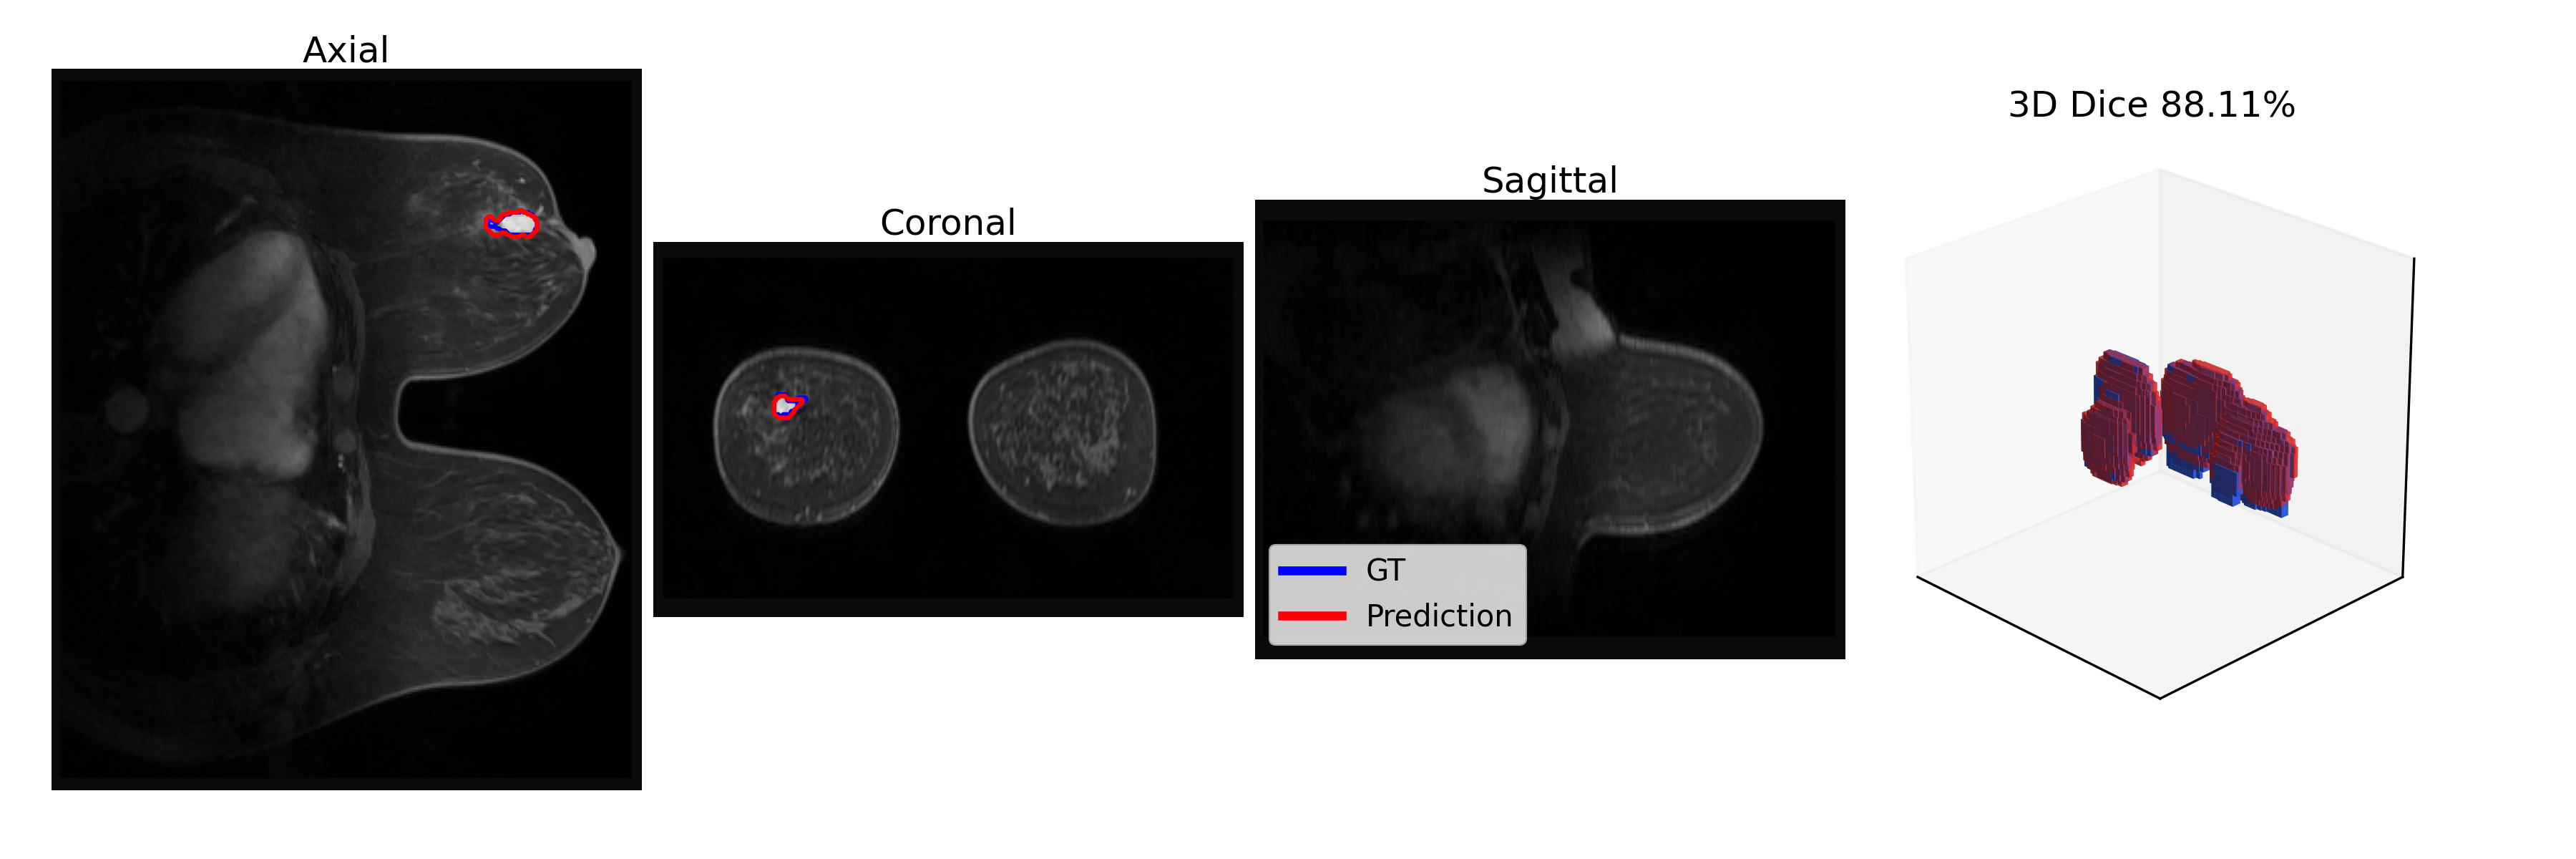 Axial
Coronal
Sagittal
3D Dice 88.11%
GT
Prediction